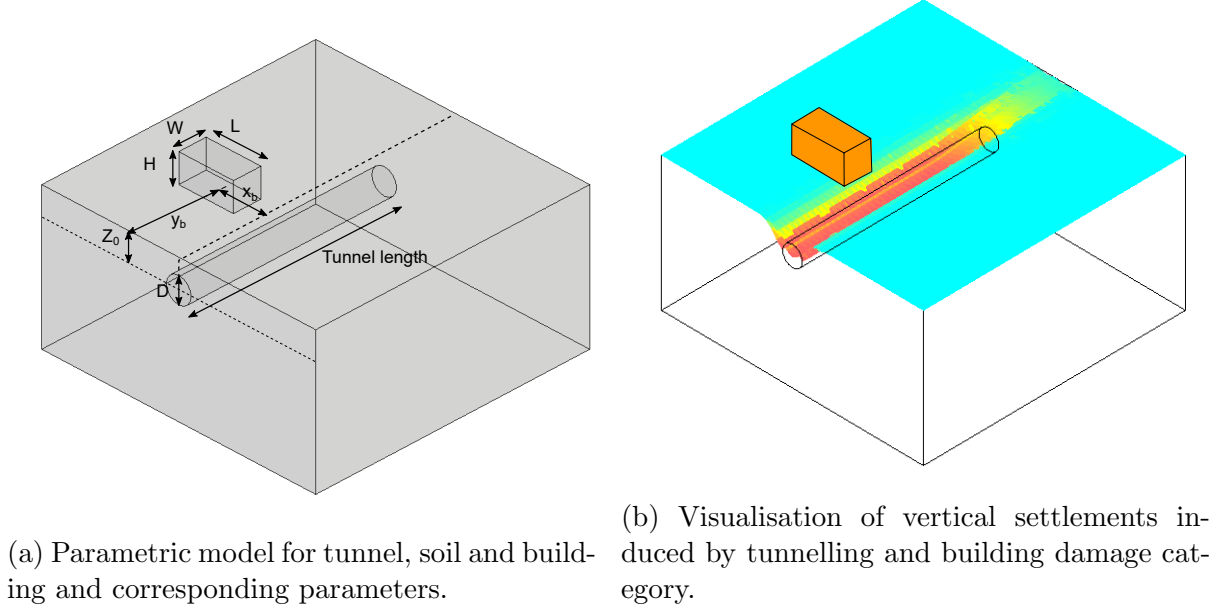 W
L
H
x_b
y_b
Z_0
Tunnel length
D
(a) Parametric model for tunnel, soil and build-
ing and corresponding parameters.
(b) Visualisation of vertical settlements in-
duced by tunnelling and building damage cat-
egory.